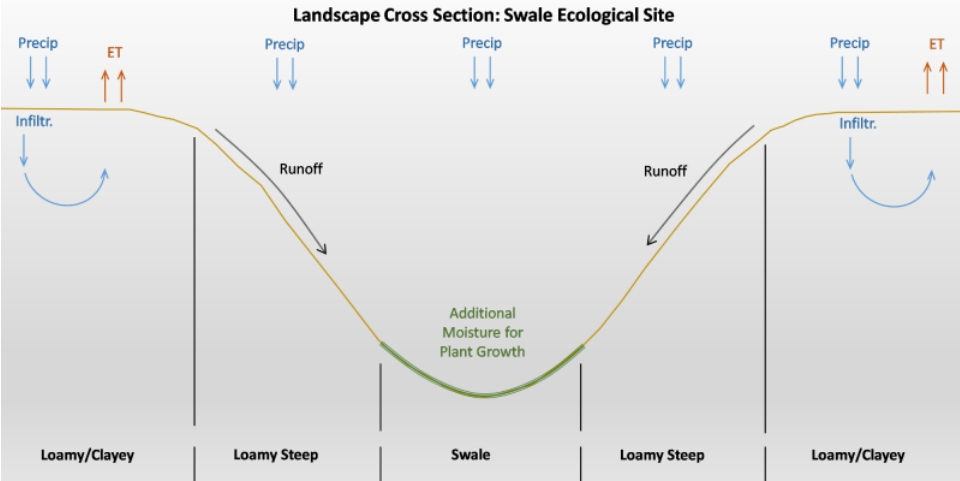 Landscape Cross Section: Swale Ecological Site
Precip
ET
Precip
Precip
Precip
Precip
ET
Infiltr.
Infiltr.
Runoff
Runoff
Additional
Moisture for
Plant Growth
Loamy/Clayey
Loamy Steep
Swale
Loamy Steep
Loamy/Clayey